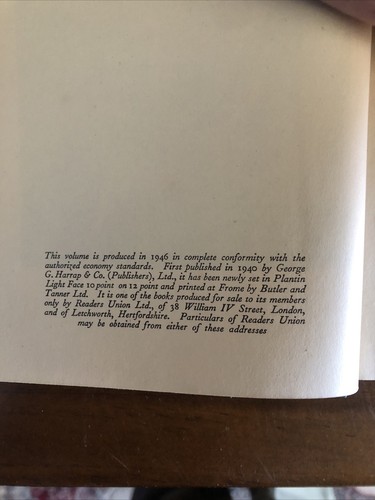 This volume is produced in 1946 in complete conformity with the
authorized economy standards. First published in 1940 by George
G. Harrap & Co. (Publishers), Ltd., it has been newly set in Plantin
Light Face 10 point on 12 point and printed at Frome by Butler and
Tanner Ltd. It is one of the books produced for sale to its members
only by Readers Union Ltd., of 38 William IV Street, London,
and of Letchworth, Hertfordshire. Particulars of Readers Union
may be obtained from either of these addresses